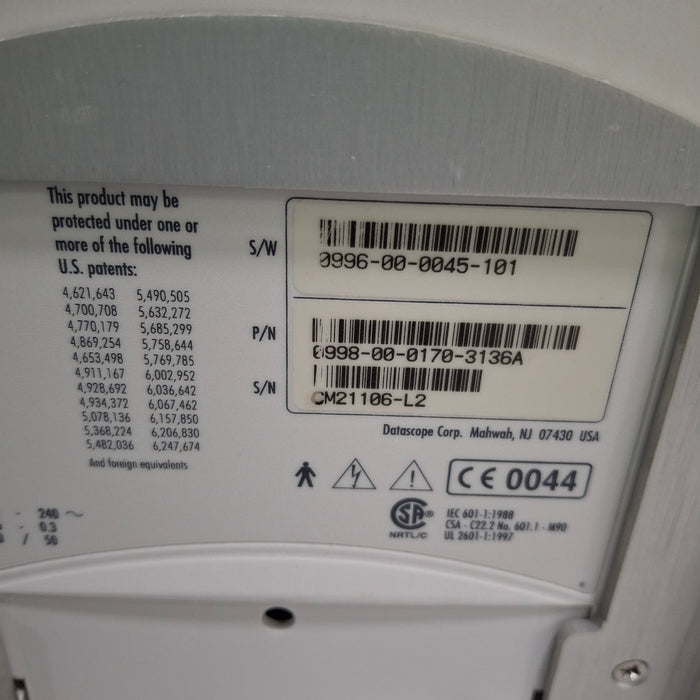 This product may be
protected under one or
more of the following
U.S. patents:
4,621,643 5,490,505
4,700,708 5,632,272
4,770,179 5,685,299
4,869,254 5,758,644
4,653,498 5,769,785
4,911,167 6,002,952
4,928,692 6,036,642
4,934,372 6,067,462
5,078,136 6,157,850
5,368,224 6,206,830
5,482,036 6,247,674
And foreign equivalents
S/W
0996-00-0045-101
P/N
0998-00-0170-3136A
S/N
CM21106-L2
Datascope Corp. Mahwah, NJ 07430 USA
CE 0044
SA®
NRTL/C
IEC 601-1:1988
CSA - C22.2 No. 601.1 - M90
UL 2601-1:1997
- 240 ~
- 0.3
/ 50